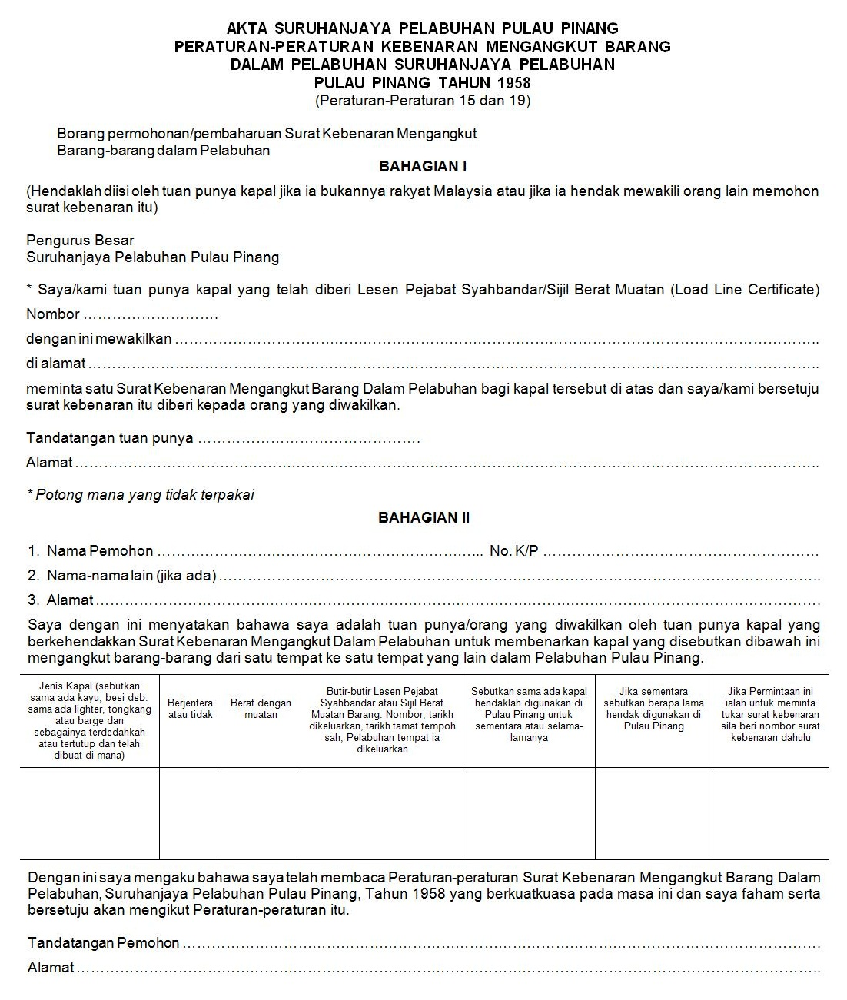 AKTA SURUHANJAYA PELABUHAN PULAU PINANG
PERATURAN-PERATURAN KEBENARAN MENGANGKUT BARANG
DALAM PELABUHAN SURUHANJAYA PELABUHAN
PULAU PINANG TAHUN 1958
(Peraturan-Peraturan 15 dan 19)
Borang permohonan/pembaharuan Surat Kebenaran Mengangkut
Barang-barang dalam Pelabuhan
BAHAGIAN I
(Hendaklah diisi oleh tuan punya kapal jika ia bukannya rakyat Malaysia atau jika ia hendak mewakili orang lain memohon
surat kebenaran itu)
Pengurus Besar
Suruhanjaya Pelabuhan Pulau Pinang
* Saya/kami tuan punya kapal yang telah diberi Lesen Pejabat Syahbandar/Sijil Berat Muatan (Load Line Certificate)
Nombor ……………………….
dengan ini mewakilkan …………………………………………………………………………………………………………………..
di alamat …………………………………………………………………………………………………………………………………..
meminta satu Surat Kebenaran Mengangkut Barang Dalam Pelabuhan bagi kapal tersebut di atas dan saya/kami bersetuju
surat kebenaran itu diberi kepada orang yang diwakilkan.
Tandatangan tuan punya ……………………………………….
Alamat ……………………………………………………………………………………………………………………………………..
* Potong mana yang tidak terpakai
BAHAGIAN II
1. Nama Pemohon ………………………………………………………….. No. K/P …………………………………………………
2. Nama-nama lain (jika ada) ……………………………………………………………………………………………………………..
3. Alamat …………………………………………………………………………………………………………………………………….
Saya dengan ini menyatakan bahawa saya adalah tuan punya/orang yang diwakilkan oleh tuan punya kapal yang
berkehendakkan Surat Kebenaran Mengangkut Dalam Pelabuhan untuk membenarkan kapal yang disebutkan dibawah ini
mengangkut barang-barang dari satu tempat ke satu tempat yang lain dalam Pelabuhan Pulau Pinang.
Jenis Kapal (sebutkan
sama ada kayu, besi dsb.
sama ada lighter, tongkang
atau barge dan
sebagainya terdedahkah
atau tertutup dan telah
dibuat di mana)
Berjentera
atau tidak
Berat dengan
muatan
Butir-butir Lesen Pejabat
Syahbandar atau Sijil Berat
Muatan Barang: Nombor, tarikh
dikeluarkan, tarikh tamat tempoh
sah, Pelabuhan tempat ia
dikeluarkan
Sebutkan sama ada kapal
hendaklah digunakan di
Pulau Pinang untuk
sementara atau selama-
lamanya
Jika sementara
sebutkan berapa lama
hendak digunakan di
Pulau Pinang
Jika Permintaan ini
ialah untuk meminta
tukar surat kebenaran
sila beri nombor surat
kebenaran dahulu
Dengan ini saya mengaku bahawa saya telah membaca Peraturan-peraturan Surat Kebenaran Mengangkut Barang Dalam
Pelabuhan, Suruhanjaya Pelabuhan Pulau Pinang, Tahun 1958 yang berkuatkuasa pada masa ini dan saya faham serta
bersetuju akan mengikut Peraturan-peraturan itu.
Tandatangan Pemohon …………………………………………………………………………………………………………………….
Alamat ………………………………………………………………………………………………………………………………………..